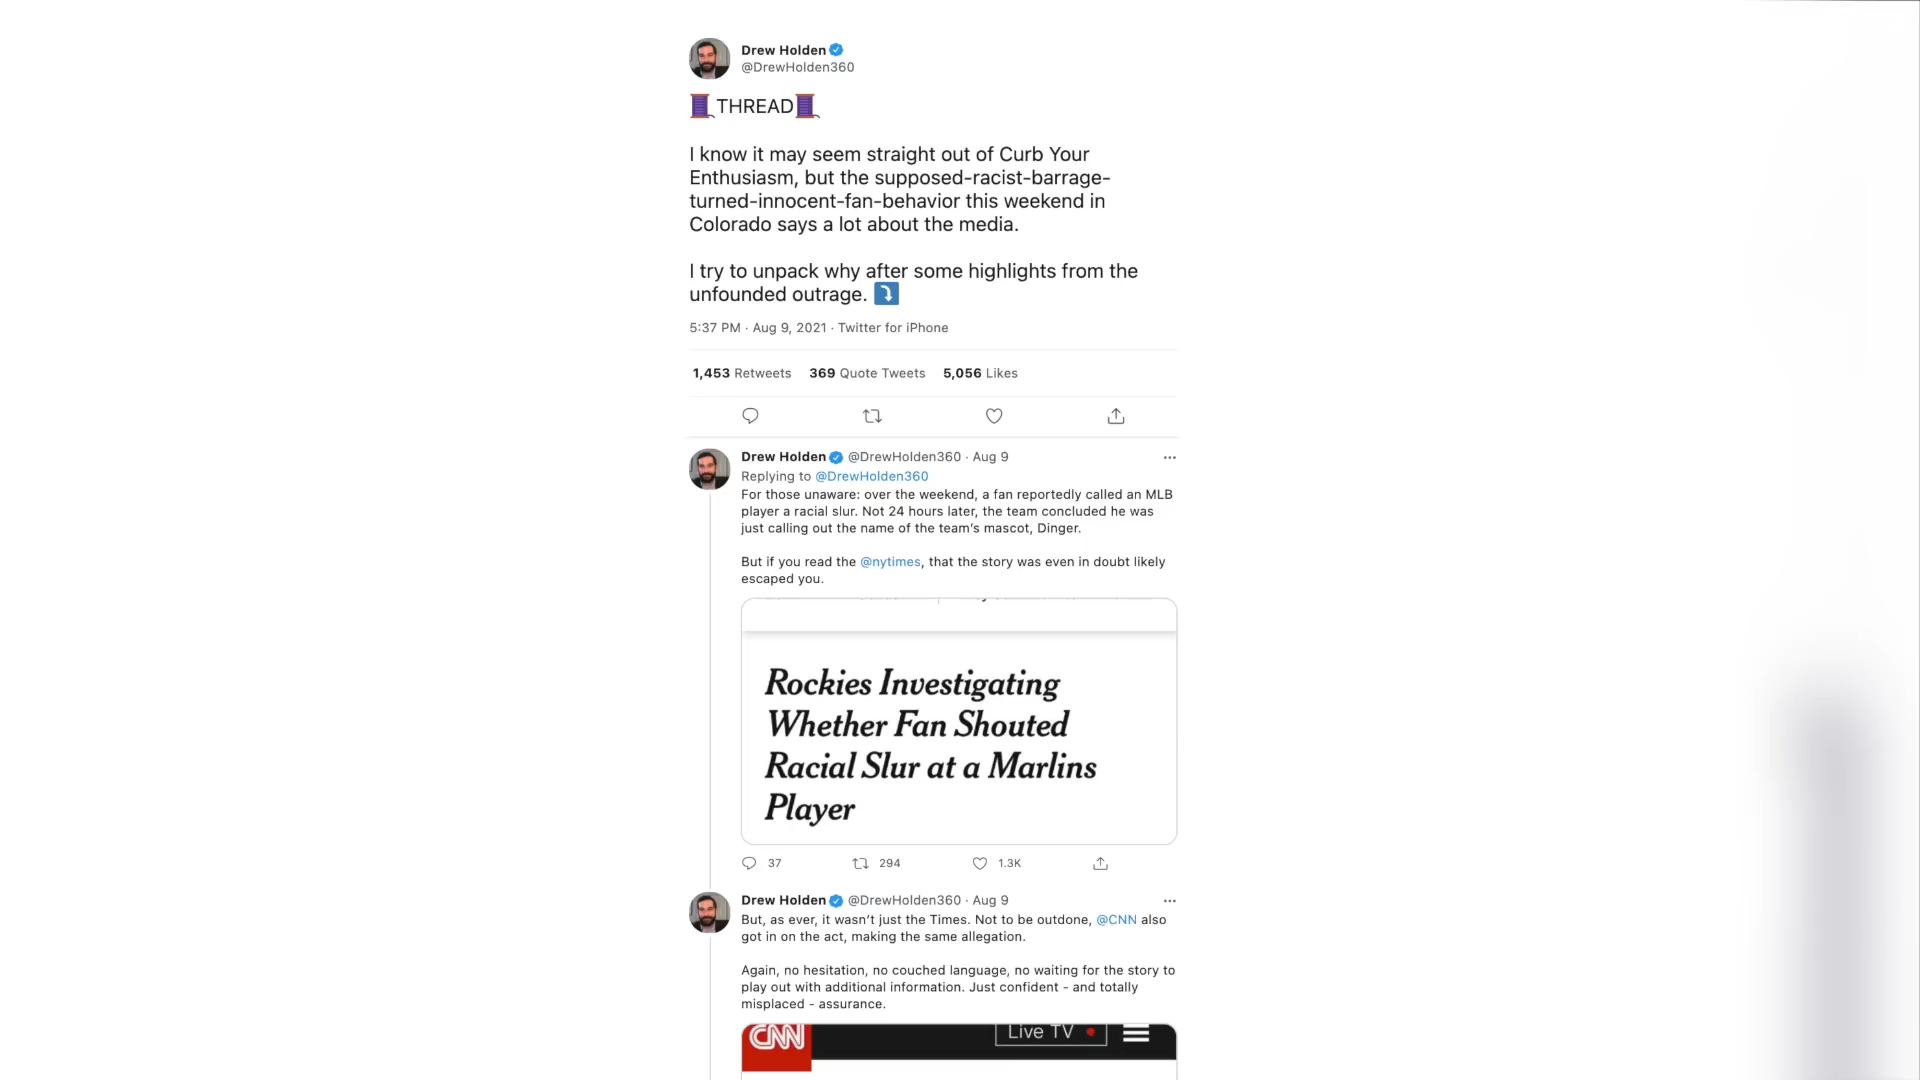 Drew Holden
@DrewHolden360
🧵THREAD🧵
I know it may seem straight out of Curb Your
Enthusiasm, but the supposed-racist-barrage-
turned-innocent-fan-behavior this weekend in
Colorado says a lot about the media.
I try to unpack why after some highlights from the
unfounded outrage. ⤵️
5:37 PM · Aug 9, 2021 · Twitter for iPhone
1,453 Retweets 369 Quote Tweets 5,056 Likes
Drew Holden @DrewHolden360 · Aug 9
Replying to @DrewHolden360
For those unaware: over the weekend, a fan reportedly called an MLB
player a racial slur. Not 24 hours later, the team concluded he was
just calling out the name of the team's mascot, Dinger.
But if you read the @nytimes, that the story was even in doubt likely
escaped you.
Rockies Investigating
Whether Fan Shouted
Racial Slur at a Marlins
Player
37 294 1.3K
Drew Holden @DrewHolden360 · Aug 9
But, as ever, it wasn't just the Times. Not to be outdone, @CNN also
got in on the act, making the same allegation.
Again, no hesitation, no couched language, no waiting for the story to
play out with additional information. Just confident - and totally
misplaced - assurance.
CNN Live TV